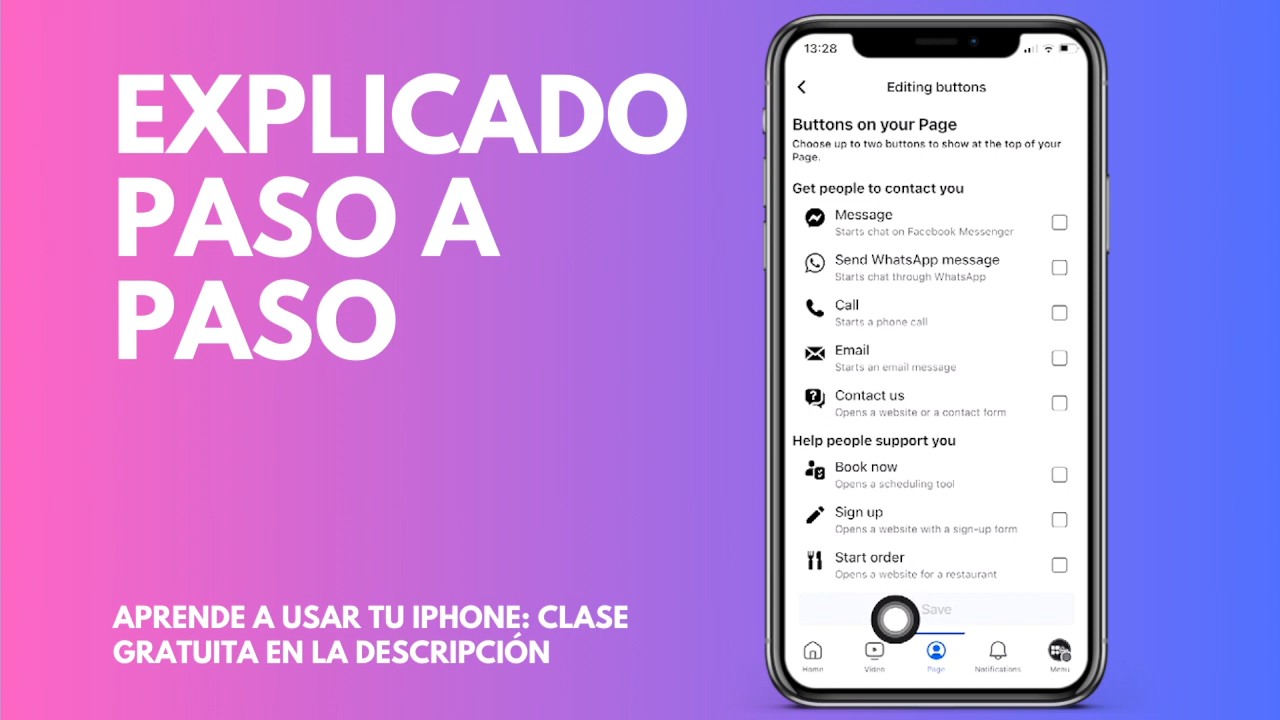 EXPLICADO
PASO A
PASO
APRENDE A USAR TU IPHONE: CLASE
GRATUITA EN LA DESCRIPCIÓN
13:28
Editing buttons
Buttons on your Page
Choose up to two buttons to show at the top of your
Page.
Get people to contact you
Message
Starts chat on Facebook Messenger
Send WhatsApp message
Starts chat through WhatsApp
Call
Starts a phone call
Email
Starts an email message
Contact us
Opens a website or a contact form
Help people support you
Book now
Opens a scheduling tool
Sign up
Opens a website with a sign-up form
Start order
Opens a website for a restaurant
Save
Home Video Page Notifications Menu